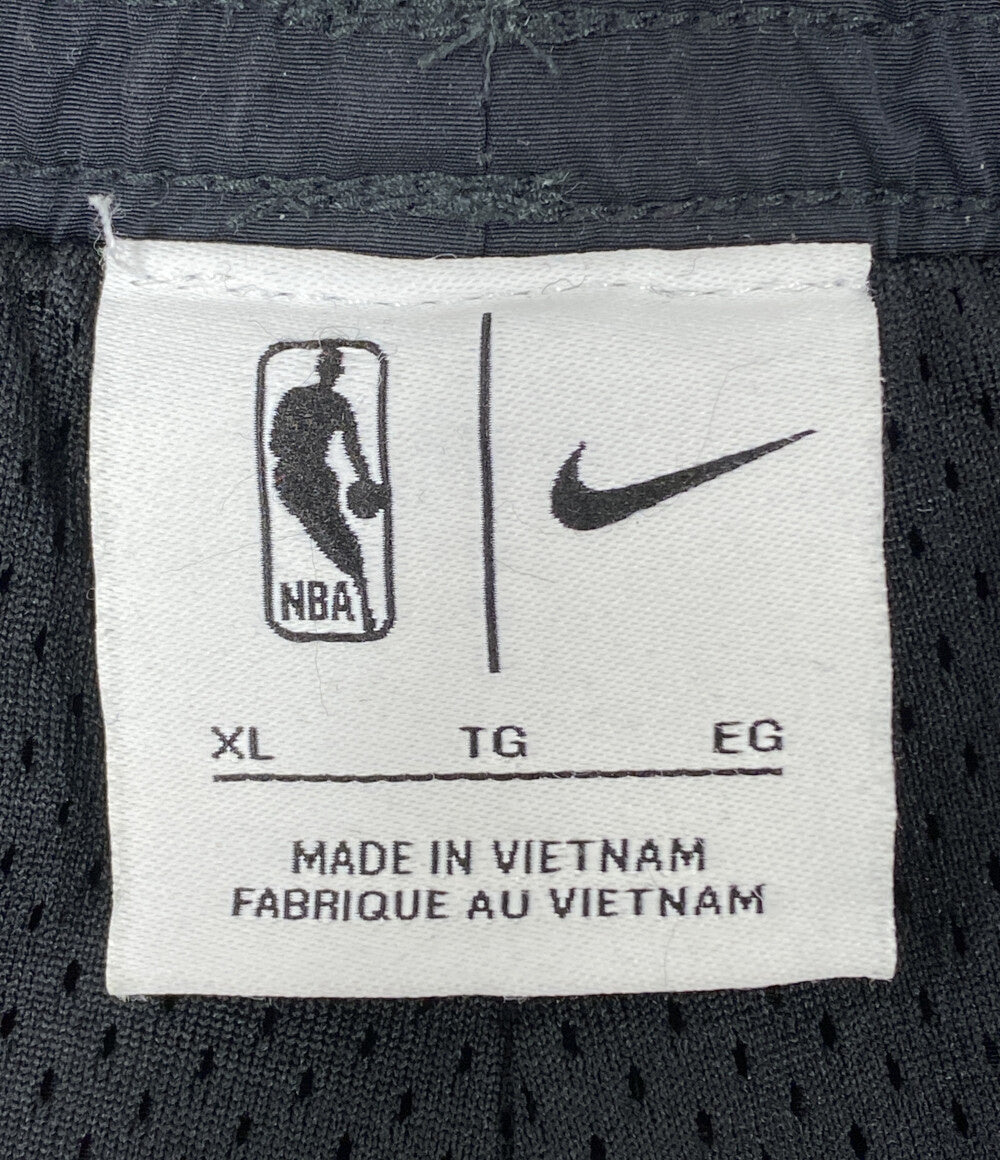 NBA
XL TG EG
MADE IN VIETNAM
FABRIQUE AU VIETNAM